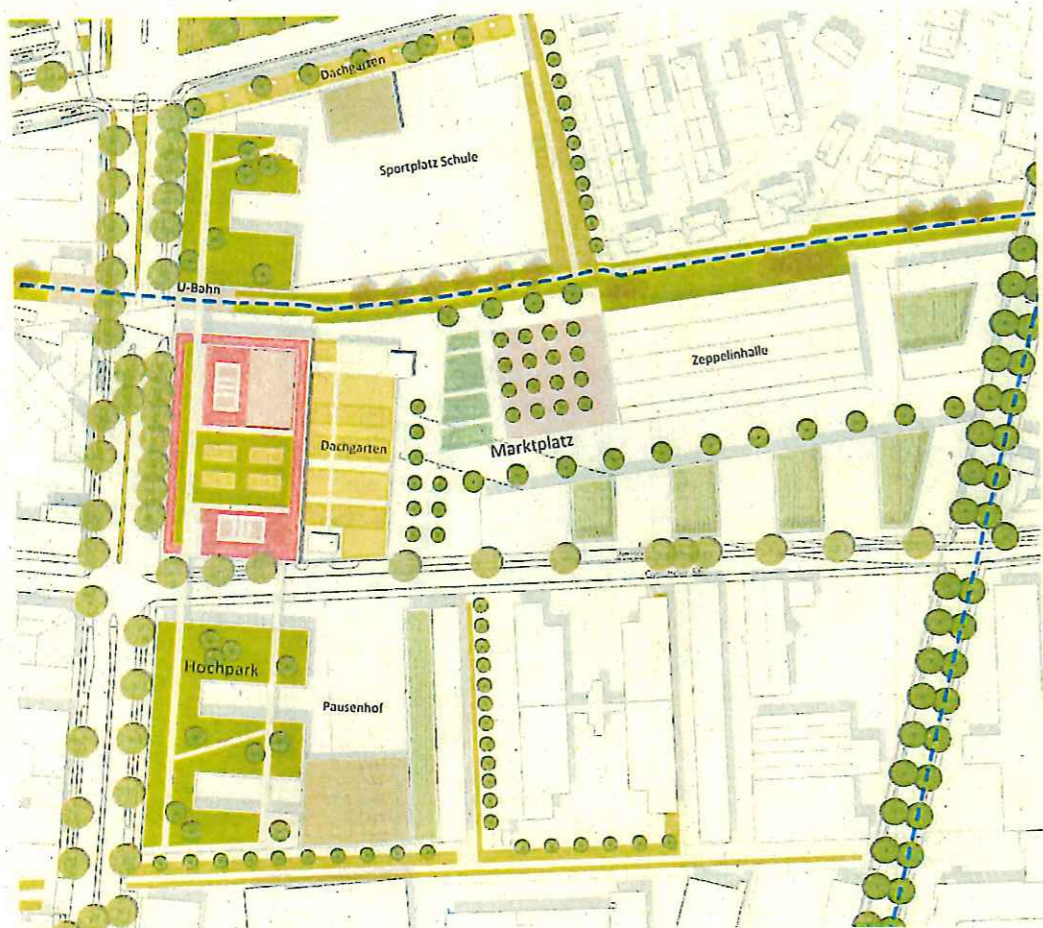 Dachgarten
Sportplatz Schule
U-Bahn
Zeppelinhalle
Dachgarten
Marktplatz
Hochpark
Pausenhof